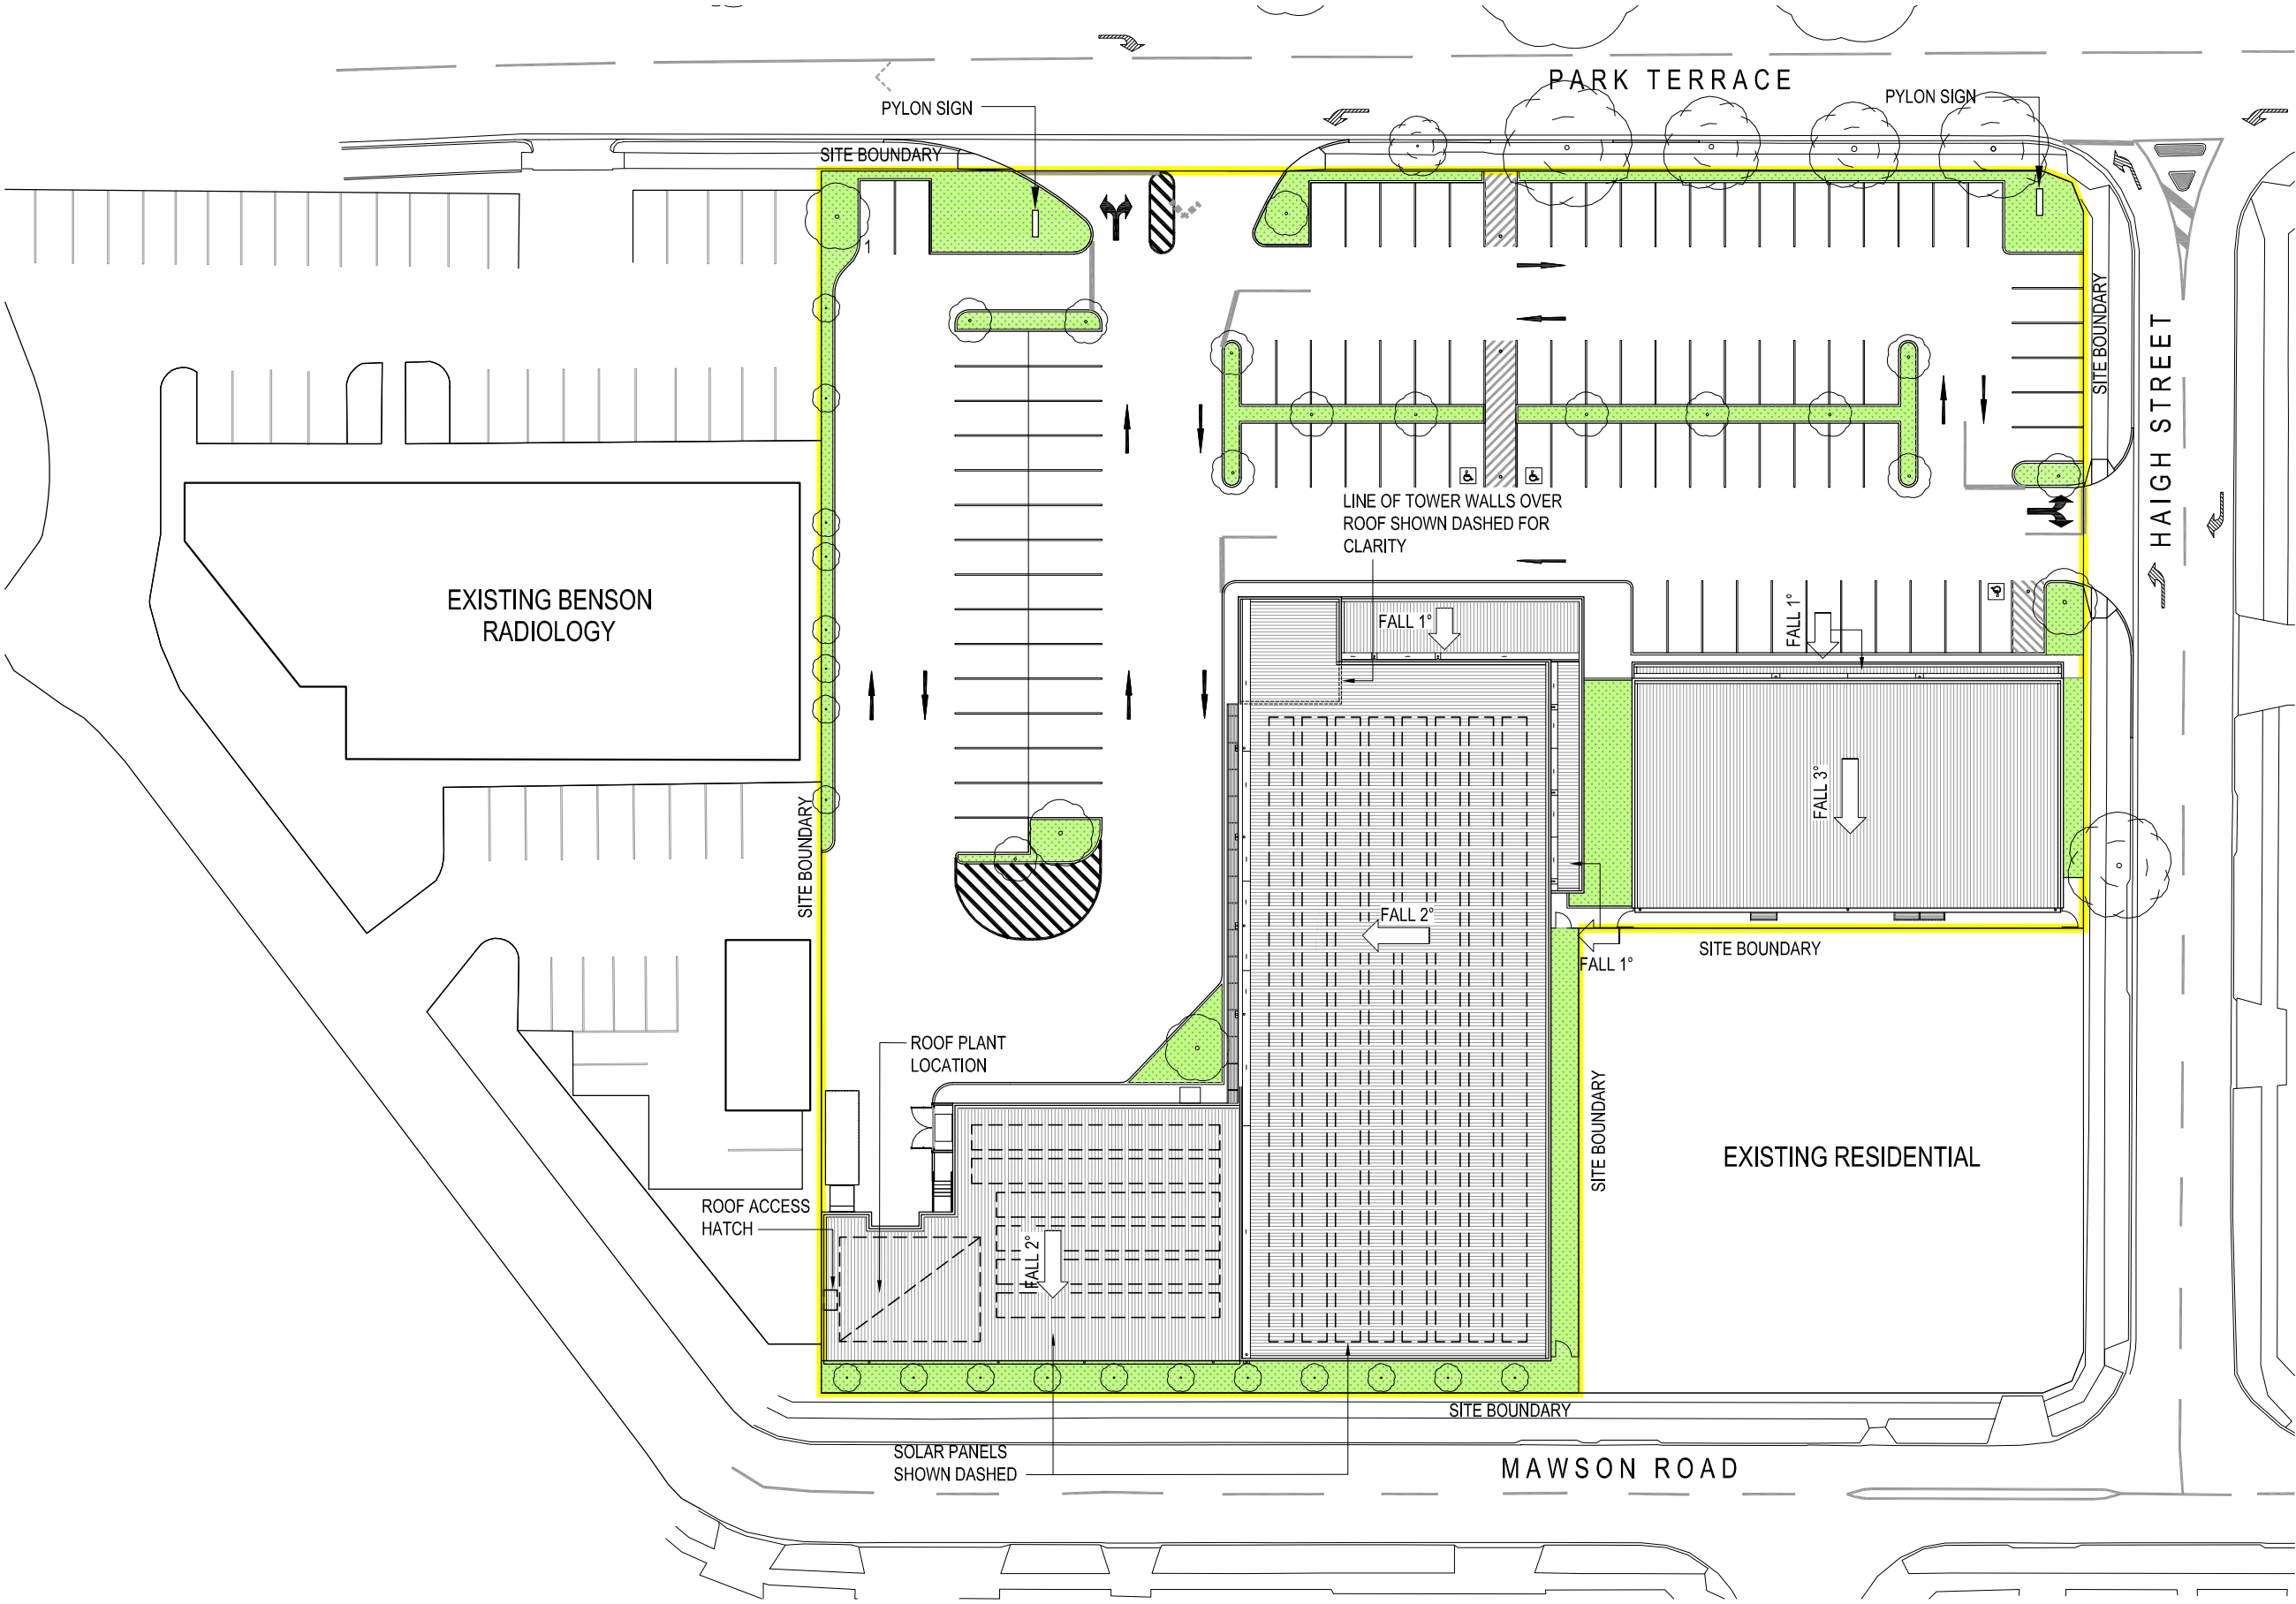 PARK TERRACE
PYLON SIGN
PYLON SIGN
SITE BOUNDARY
1
SITE BOUNDARY
HAIGH STREET
LINE OF TOWER WALLS OVER
ROOF SHOWN DASHED FOR
CLARITY
EXISTING BENSON
RADIOLOGY
FALL 1°
FALL 1°
FALL 3°
SITE BOUNDARY
FALL 2°
SITE BOUNDARY
FALL 1°
ROOF PLANT
LOCATION
SITE BOUNDARY
EXISTING RESIDENTIAL
ROOF ACCESS
HATCH
FALL 2°
SITE BOUNDARY
SOLAR PANELS
SHOWN DASHED
MAWSON ROAD